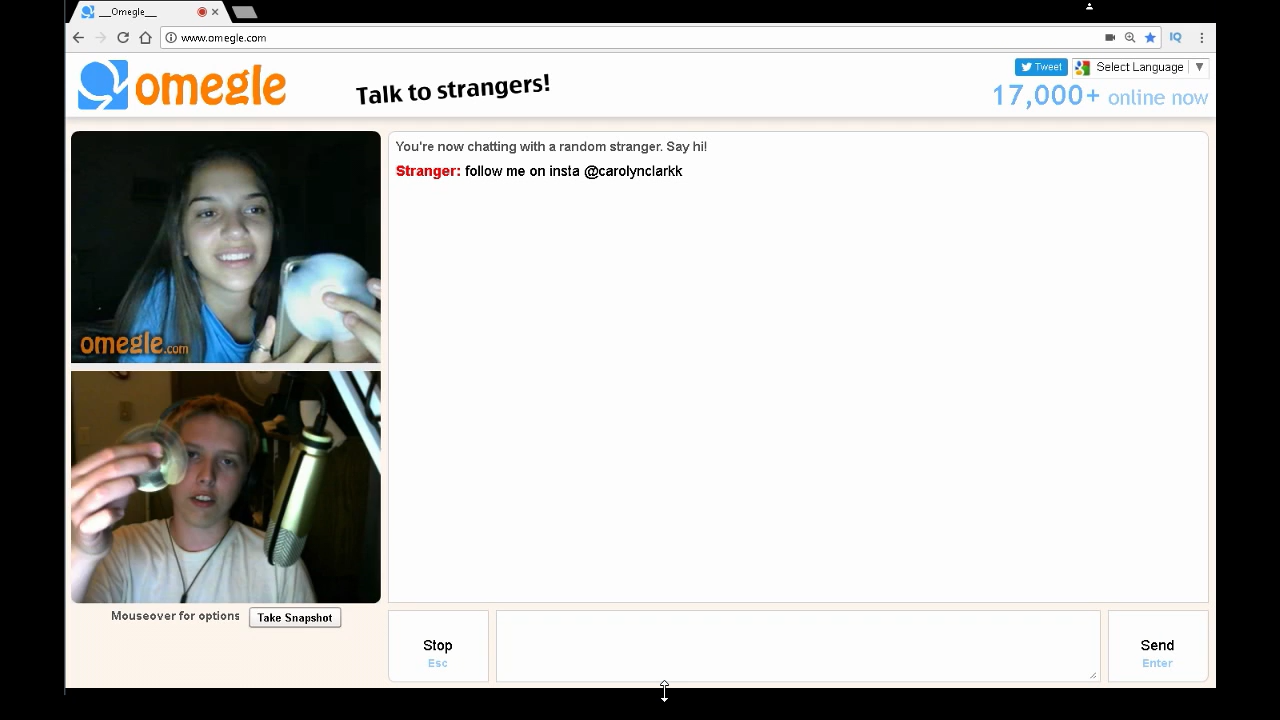 __Omegle__
www.omegle.com
IQ
omegle
Talk to strangers!
Tweet
Select Language
17,000+ online now
You're now chatting with a random stranger. Say hi!
Stranger: follow me on insta @carolynclarkk
omegle.com
Mouseover for options
Take Snapshot
Stop
Esc
Send
Enter